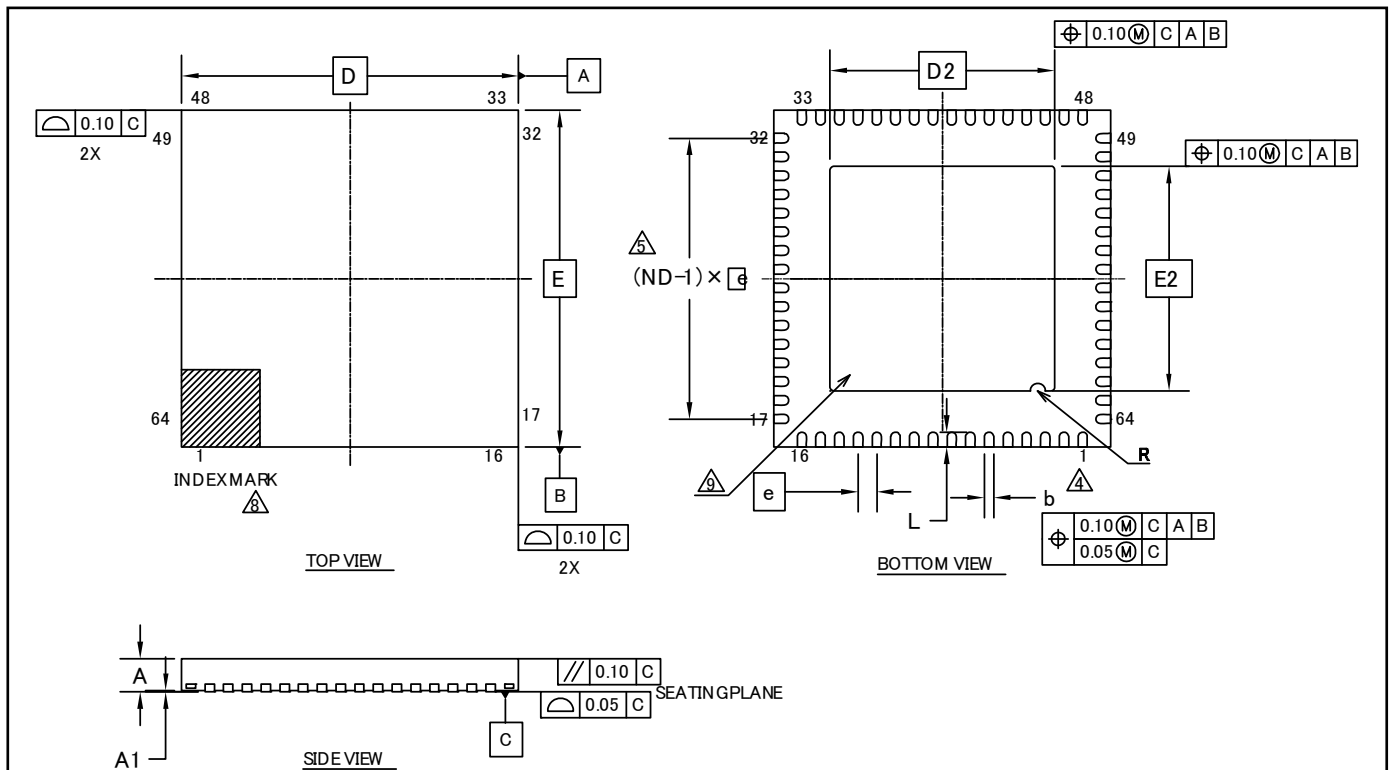 0.10 Ⓜ C A B
D
A
D2
48
33
33
48
0.10 C
2X
49
32
32
49
0.10 Ⓜ C A B
5
(ND-1)× e
E
E2
64
17
17
64
1
16
16
1
R
INDEXMARK
8
B
9
e
4
L
b
0.10 Ⓜ C A B
0.05 Ⓜ C
0.10 C
2X
TOP VIEW
BOTTOM VIEW
A
// 0.10 C
SEATINGPLANE
0.05 C
C
A1
SIDE VIEW